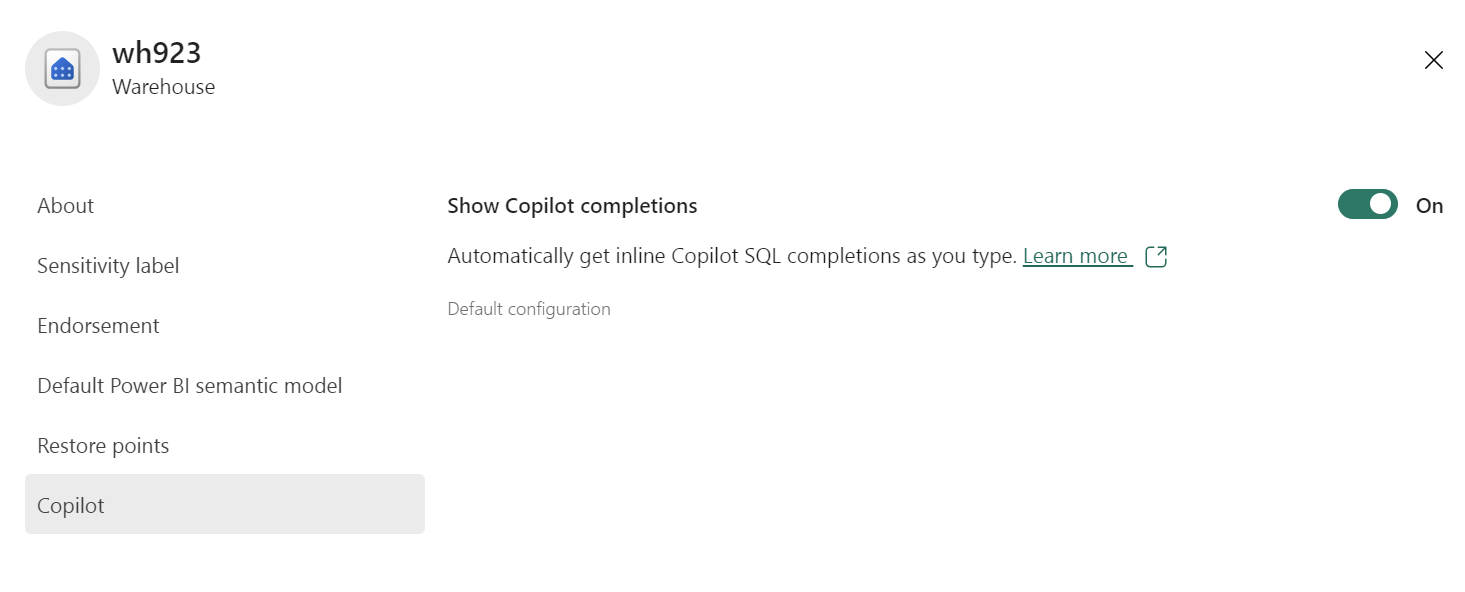 wh923
Warehouse
About
Sensitivity label
Endorsement
Default Power BI semantic model
Restore points
Copilot
Show Copilot completions
On
Automatically get inline Copilot SQL completions as you type. Learn more
Default configuration